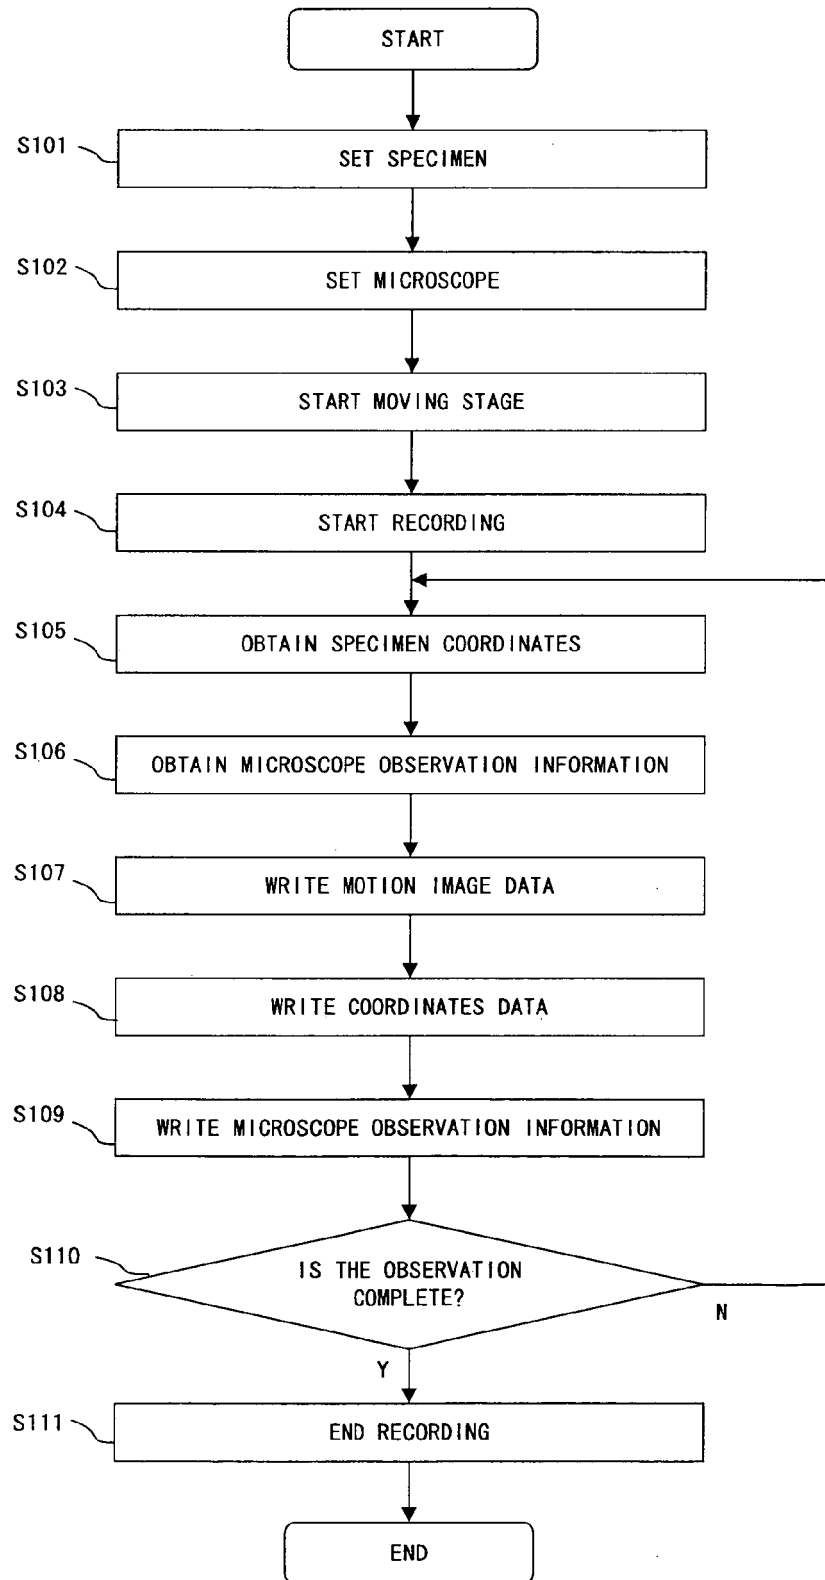 START
S101
SET SPECIMEN
S102
SET MICROSCOPE
S103
START MOVING STAGE
S104
START RECORDING
S105
OBTAIN SPECIMEN COORDINATES
S106
OBTAIN MICROSCOPE OBSERVATION INFORMATION
S107
WRITE MOTION IMAGE DATA
S108
WRITE COORDINATES DATA
S109
WRITE MICROSCOPE OBSERVATION INFORMATION
S110
IS THE OBSERVATION
COMPLETE?
N
Y
S111
END RECORDING
END